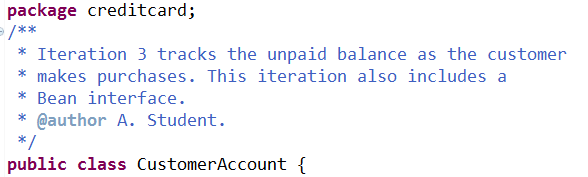 package creditcard;
/**
 * Iteration 3 tracks the unpaid balance as the customer
 * makes purchases. This iteration also includes a
 * Bean interface.
 * @author A. Student.
 */
public class CustomerAccount {